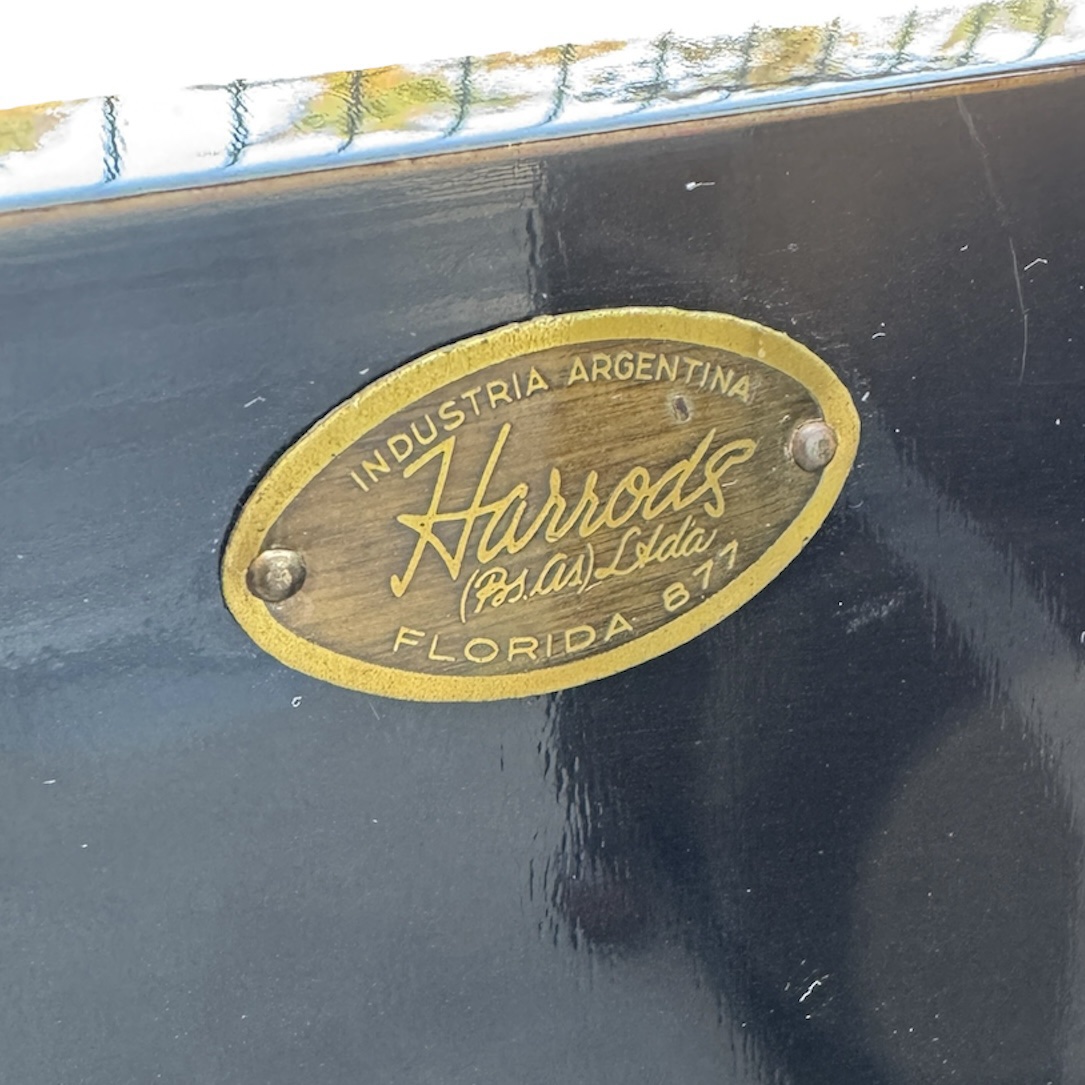 INDUSTRIA ARGENTINA
Harrods
(Bs. As) Ltda
FLORIDA 877